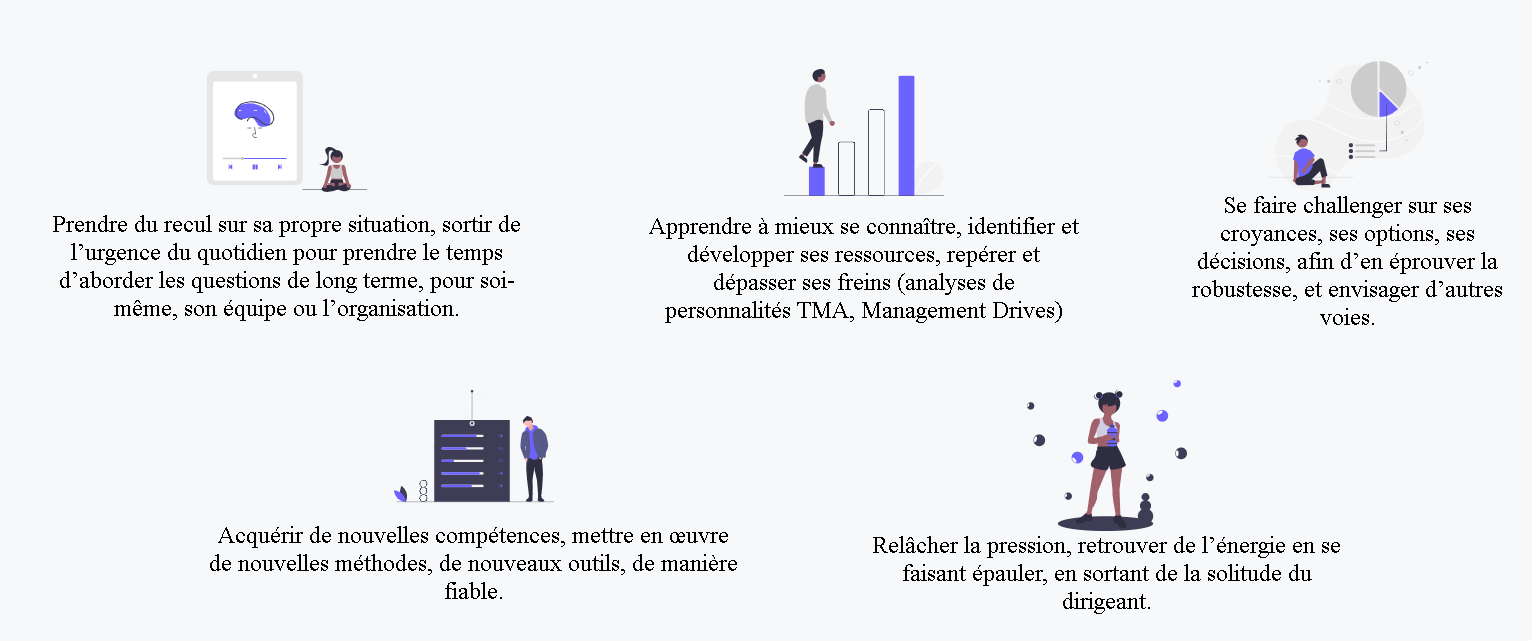 Prendre du recul sur sa propre situation, sortir de
l’urgence du quotidien pour prendre le temps
d’aborder les questions de long terme, pour soi-
même, son équipe ou l’organisation.
Apprendre à mieux se connaître, identifier et
développer ses ressources, repérer et
dépasser ses freins (analyses de
personnalités TMA, Management Drives)
Se faire challenger sur ses
croyances, ses options, ses
décisions, afin d’en éprouver la
robustesse, et envisager d’autres
voies.
Acquérir de nouvelles compétences, mettre en œuvre
de nouvelles méthodes, de nouveaux outils, de manière
fiable.
Relâcher la pression, retrouver de l’énergie en se
faisant épauler, en sortant de la solitude du
dirigeant.